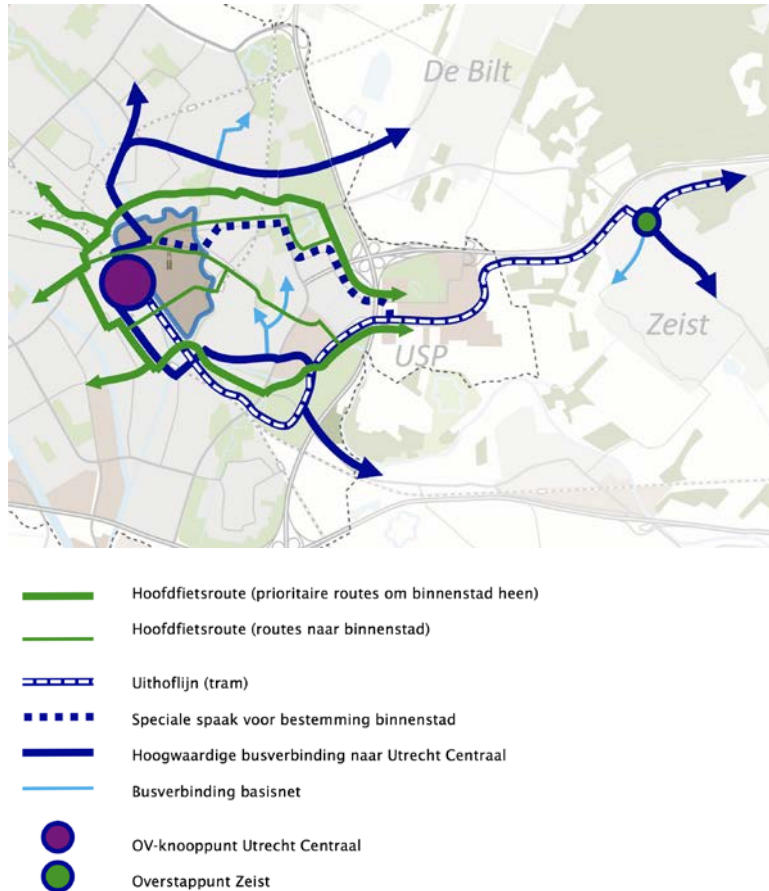 De Bilt
Zeist
USP
Hoofdfietsroute (prioritaire routes om binnenstad heen)
Hoofdfietsroute (routes naar binnenstad)
Uithoflijn (tram)
Speciale spaak voor bestemming binnenstad
Hoogwaardige busverbinding naar Utrecht Centraal
Busverbinding basisnet
OV-knooppunt Utrecht Centraal
Overstappunt Zeist